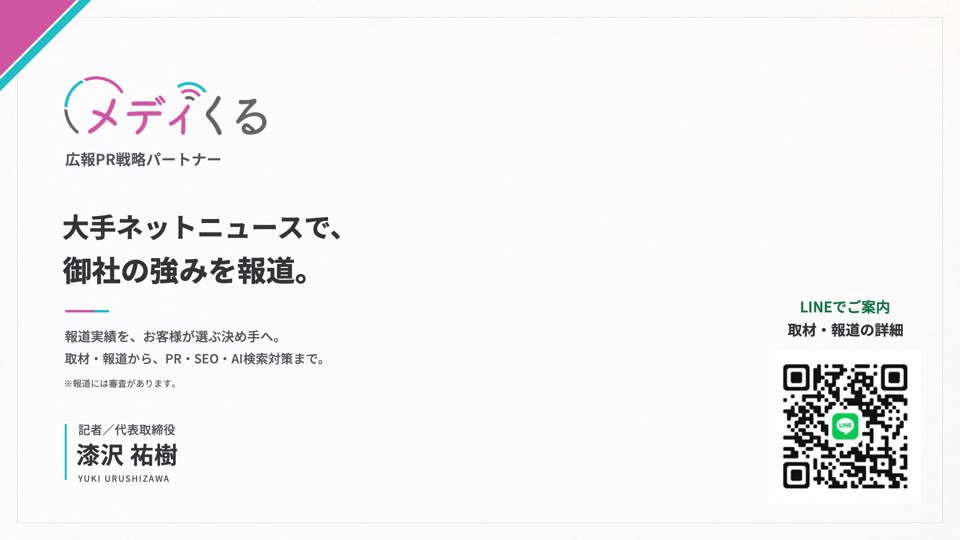 メディくる
広報PR戦略パートナー
大手ネットニュースで、
御社の強みを報道。
報道実績を、お客様が選ぶ決め手へ。
取材・報道から、PR・SEO・AI検索対策まで。
※報道には審査があります。
記者／代表取締役
漆沢 祐樹
YUKI URUSHIZAWA
LINEでご案内
取材・報道の詳細
LINE